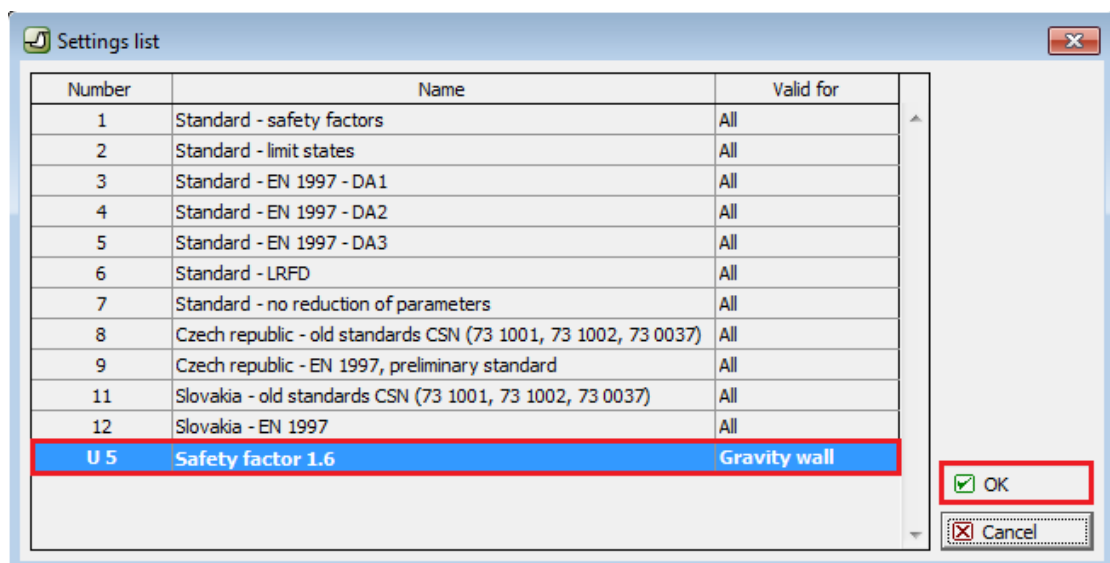 Settings list
Number Name Valid for
1 Standard - safety factors All
2 Standard - limit states All
3 Standard - EN 1997 - DA1 All
4 Standard - EN 1997 - DA2 All
5 Standard - EN 1997 - DA3 All
6 Standard - LRFD All
7 Standard - no reduction of parameters All
8 Czech republic - old standards CSN (73 1001, 73 1002, 73 0037) All
9 Czech republic - EN 1997, preliminary standard All
11 Slovakia - old standards CSN (73 1001, 73 1002, 73 0037) All
12 Slovakia - EN 1997 All
U 5 Safety factor 1.6 Gravity wall
OK
Cancel